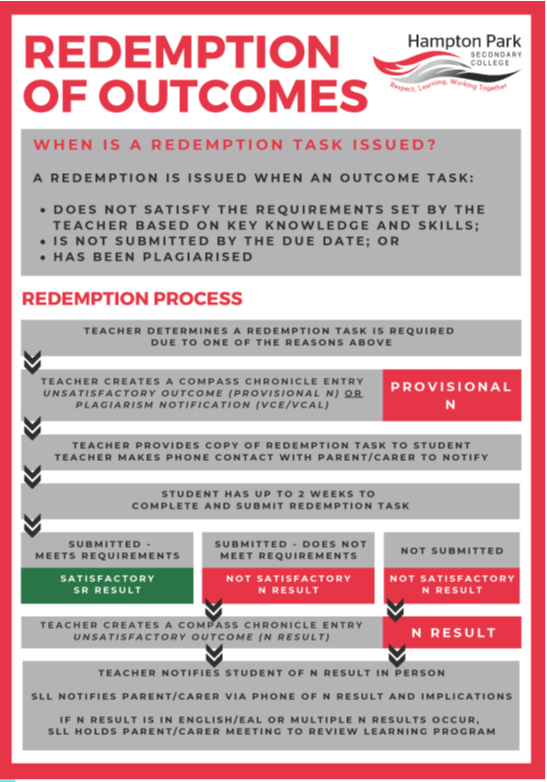 REDEMPTION
OF OUTCOMES
Hampton Park
SECONDARY
COLLEGE
Respect, Learning, Working Together
WHEN IS A REDEMPTION TASK ISSUED?
A REDEMPTION IS ISSUED WHEN AN OUTCOME TASK:
• DOES NOT SATISFY THE REQUIREMENTS SET BY THE
TEACHER BASED ON KEY KNOWLEDGE AND SKILLS;
• IS NOT SUBMITTED BY THE DUE DATE; OR
• HAS BEEN PLAGIARISED
REDEMPTION PROCESS
TEACHER DETERMINES A REDEMPTION TASK IS REQUIRED
DUE TO ONE OF THE REASONS ABOVE
TEACHER CREATES A COMPASS CHRONICLE ENTRY
UNSATISFACTORY OUTCOME (PROVISIONAL N) OR
PLAGIARISM NOTIFICATION (VCE/VCAL)
PROVISIONAL
N
TEACHER PROVIDES COPY OF REDEMPTION TASK TO STUDENT
TEACHER MAKES PHONE CONTACT WITH PARENT/CARER TO NOTIFY
STUDENT HAS UP TO 2 WEEKS TO
COMPLETE AND SUBMIT REDEMPTION TASK
SUBMITTED -
MEETS REQUIREMENTS
SATISFACTORY
SR RESULT
SUBMITTED - DOES NOT
MEET REQUIREMENTS
NOT SATISFACTORY
N RESULT
NOT SUBMITTED
NOT SATISFACTORY
N RESULT
TEACHER CREATES A COMPASS CHRONICLE ENTRY
UNSATISFACTORY OUTCOME (N RESULT)
N RESULT
TEACHER NOTIFIES STUDENT OF N RESULT IN PERSON
SLL NOTIFIES PARENT/CARER VIA PHONE OF N RESULT AND IMPLICATIONS
IF N RESULT IS IN ENGLISH/EAL OR MULTIPLE N RESULTS OCCUR,
SLL HOLDS PARENT/CARER MEETING TO REVIEW LEARNING PROGRAM